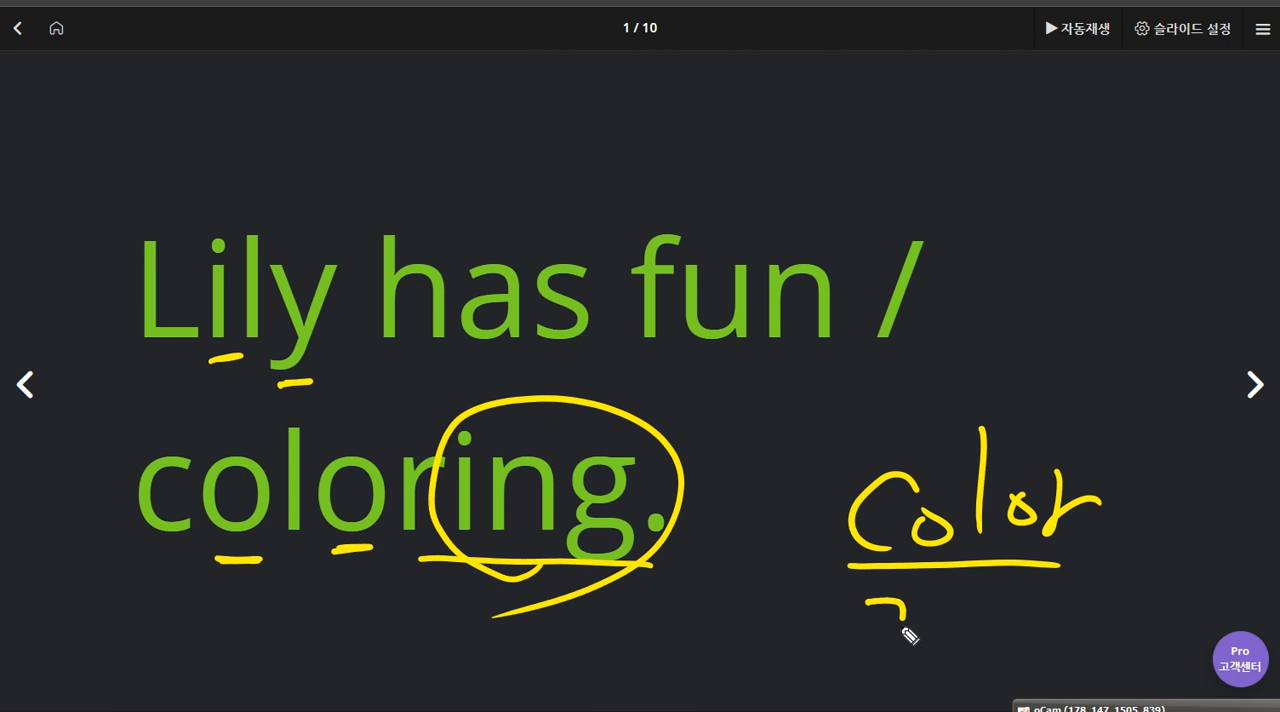 1 / 10
자동재생
슬라이드 설정
Lily has fun /
coloring.
Color
ㄱ
Pro
고객센터
oCam (178, 147, 1505, 839)